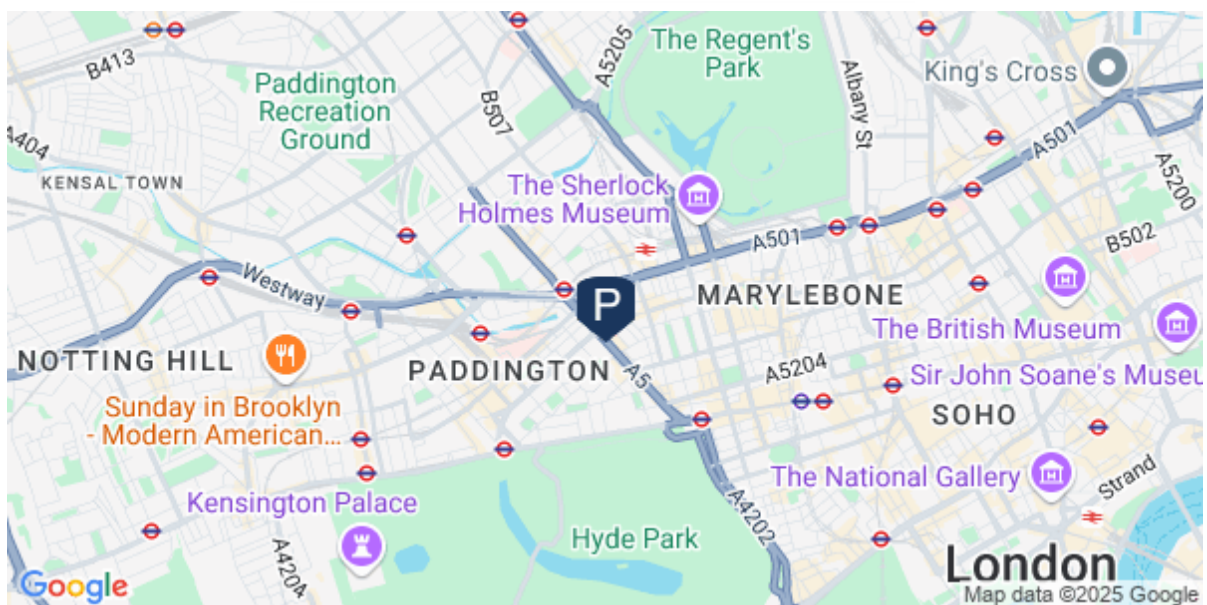 B413
A5205
The Regent's
Park
Albany St
King's Cross
Paddington
Recreation
Ground
B507
A404
A501
A5200
KENSAL TOWN
The Sherlock
Holmes Museum
A501
B502
Westway
P
MARYLEBONE
The British Museum
NOTTING HILL
PADDINGTON
A5
A5204
Sir John Soane's Museu
SOHO
Sunday in Brooklyn
- Modern American...
The National Gallery
Strand
Kensington Palace
A4202
Hyde Park
A4204
London
Google
Map data ©2025 Google